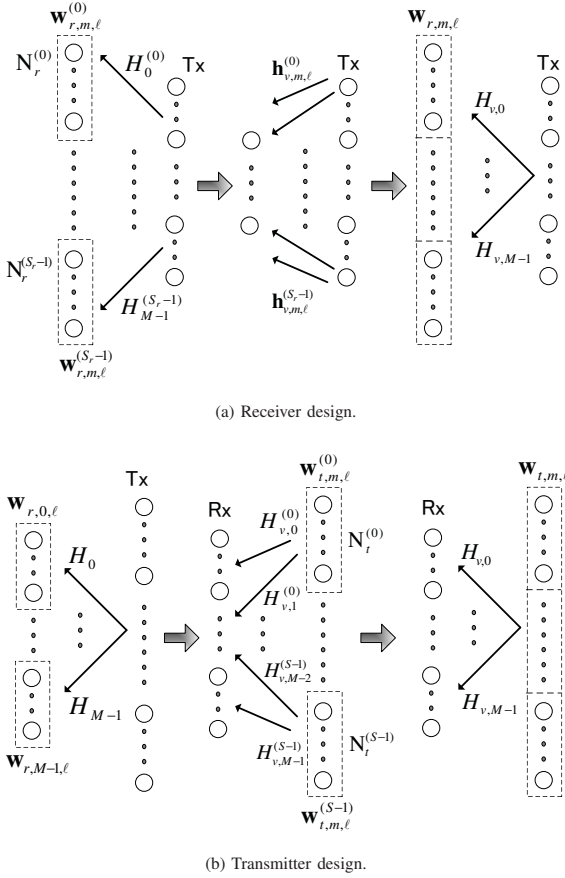 w_{r,m,ℓ}^{(0)}
N_r^{(0)}
H_0^{(0)}
Tx
N_r^{(S_r-1)}
H_{M-1}^{(S_r-1)}
w_{r,m,ℓ}^{(S_r-1)}
h_{v,m,ℓ}^{(0)}
Tx
h_{v,m,ℓ}^{(S_r-1)}
w_{r,m,ℓ}
Tx
H_{v,0}
H_{v,M-1}
(a) Receiver design.
w_{r,0,ℓ}
Tx
H_0
H_{M-1}
w_{r,M-1,ℓ}
Rx
w_{t,m,ℓ}^{(0)}
H_{v,0}^{(0)}
N_t^{(0)}
H_{v,1}^{(0)}
H_{v,M-2}^{(S-1)}
H_{v,M-1}^{(S-1)}
N_t^{(S-1)}
w_{t,m,ℓ}^{(S-1)}
Rx
w_{t,m,
H_{v,0}
H_{v,M-1}
(b) Transmitter design.